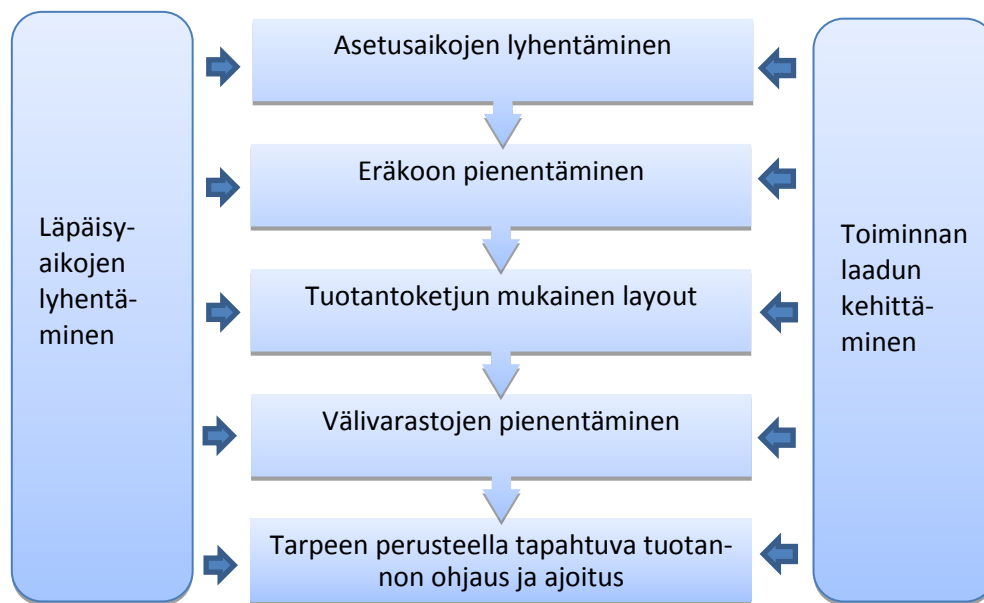 Läpäisy-
aikojen
lyhentä-
minen
Asetusaikojen lyhentäminen
Eräkoon pienentäminen
Tuotantoketjun mukainen layout
Välivarastojen pienentäminen
Tarpeen perusteella tapahtuva tuotan-
non ohjaus ja ajoitus
Toiminnan
laadun
kehittä-
minen